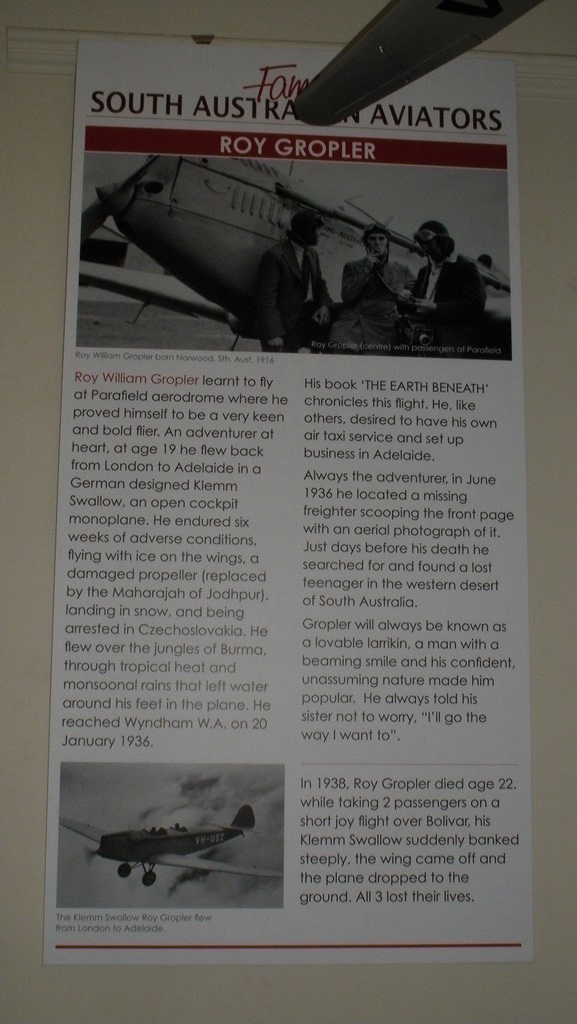 Fam
SOUTH AUSTRA N AVIATORS
ROY GROPLER
Roy Gropler (centre) with passengers at Parafield
Roy William Gropler born Norwood, Sth. Aust. 1916
Roy William Gropler learnt to fly
at Parafield aerodrome where he
proved himself to be a very keen
and bold flier. An adventurer at
heart, at age 19 he flew back
from London to Adelaide in a
German designed Klemm
Swallow, an open cockpit
monoplane. He endured six
weeks of adverse conditions,
flying with ice on the wings, a
damaged propeller (replaced
by the Maharajah of Jodhpur),
landing in snow, and being
arrested in Czechoslovakia. He
flew over the jungles of Burma,
through tropical heat and
monsoonal rains that left water
around his feet in the plane. He
reached Wyndham W.A. on 20
January 1936.
VH-USZ
The Klemm Swallow Roy Gropler flew
from London to Adelaide.
His book 'THE EARTH BENEATH'
chronicles this flight. He, like
others, desired to have his own
air taxi service and set up
business in Adelaide.
Always the adventurer, in June
1936 he located a missing
freighter scooping the front page
with an aerial photograph of it.
Just days before his death he
searched for and found a lost
teenager in the western desert
of South Australia.
Gropler will always be known as
a lovable larrikin, a man with a
beaming smile and his confident,
unassuming nature made him
popular. He always told his
sister not to worry, "I'll go the
way I want to".
In 1938, Roy Gropler died age 22.
while taking 2 passengers on a
short joy flight over Bolivar, his
Klemm Swallow suddenly banked
steeply, the wing came off and
the plane dropped to the
ground. All 3 lost their lives.